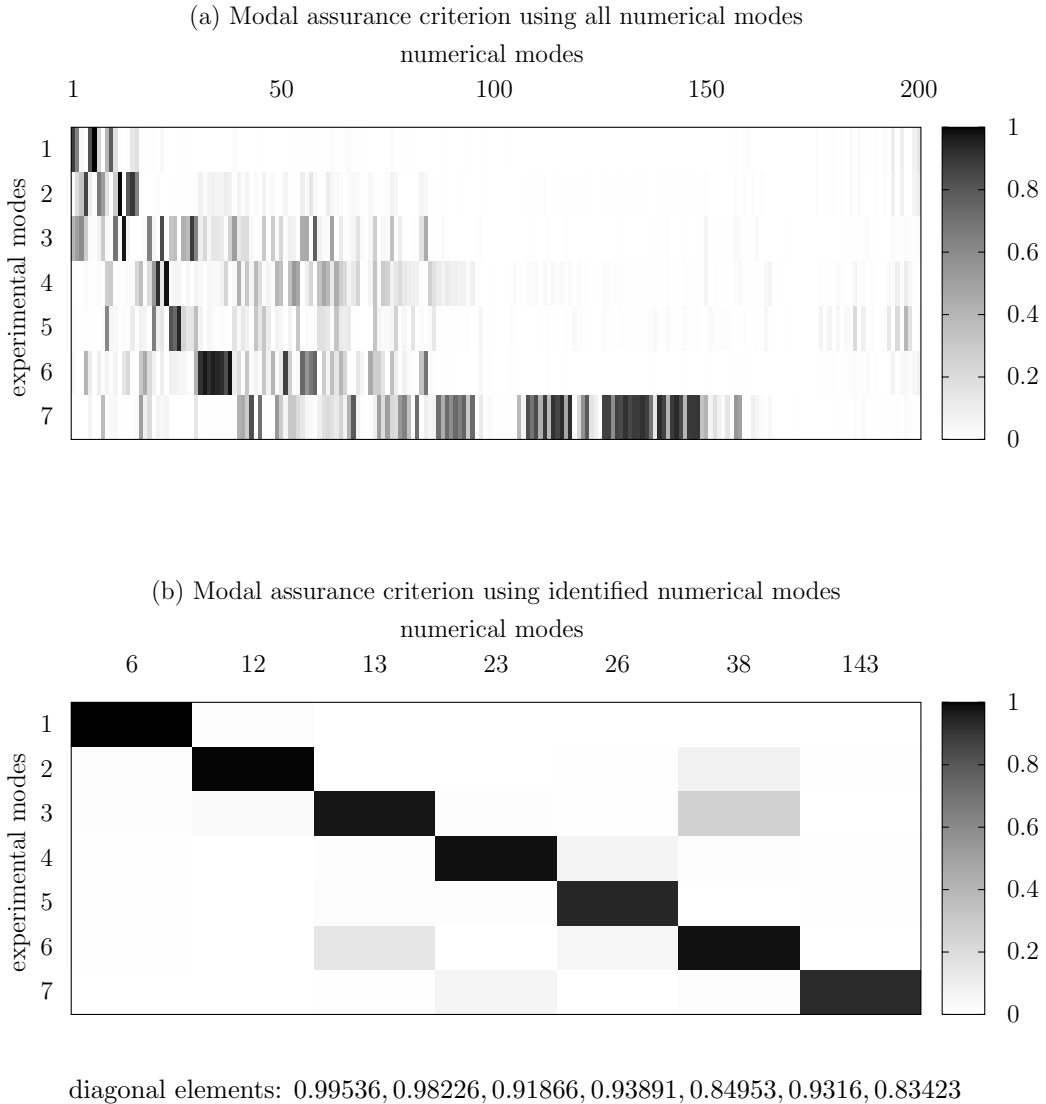 (a) Modal assurance criterion using all numerical modes
numerical modes
1 50 100 150 200
experimental modes
1
2
3
4
5
6
7
1
0.8
0.6
0.4
0.2
0
(b) Modal assurance criterion using identified numerical modes
numerical modes
6 12 13 23 26 38 143
experimental modes
1
2
3
4
5
6
7
1
0.8
0.6
0.4
0.2
0
diagonal elements: 0.99536, 0.98226, 0.91866, 0.93891, 0.84953, 0.9316, 0.83423